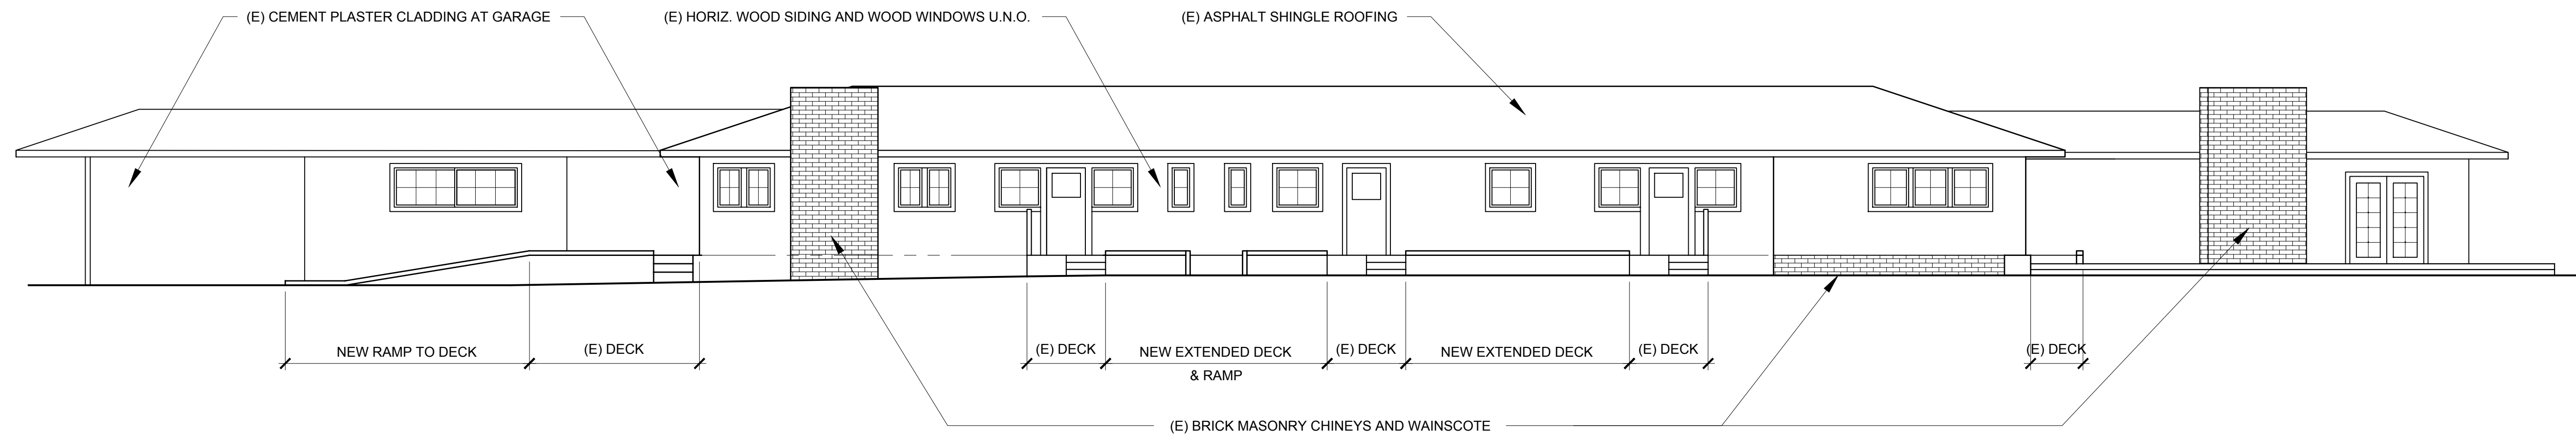 (E) CEMENT PLASTER CLADDING AT GARAGE
(E) HORIZ. WOOD SIDING AND WOOD WINDOWS U.N.O.
(E) ASPHALT SHINGLE ROOFING
NEW RAMP TO DECK
(E) DECK
(E) DECK
NEW EXTENDED DECK
& RAMP
(E) DECK
NEW EXTENDED DECK
(E) DECK
(E) DECK
(E) BRICK MASONRY CHINEYS AND WAINSCOTE